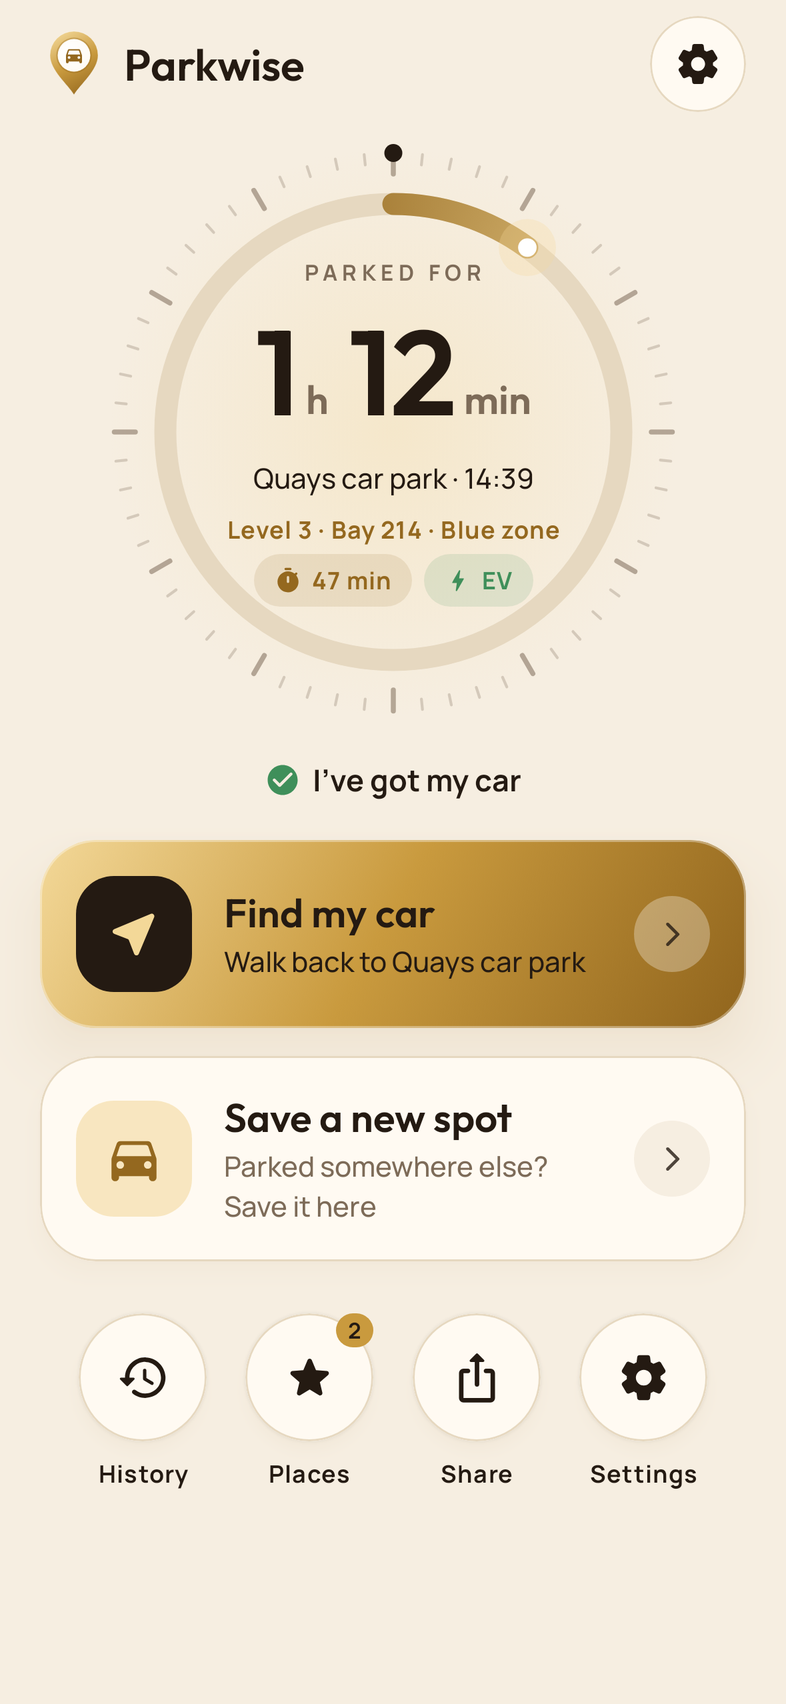 Parkwise
PARKED FOR
1 h 12 min
Quays car park · 14:39
Level 3 · Bay 214 · Blue zone
47 min
EV
I’ve got my car
Find my car
Walk back to Quays car park
Save a new spot
Parked somewhere else?
Save it here
2
History
Places
Share
Settings